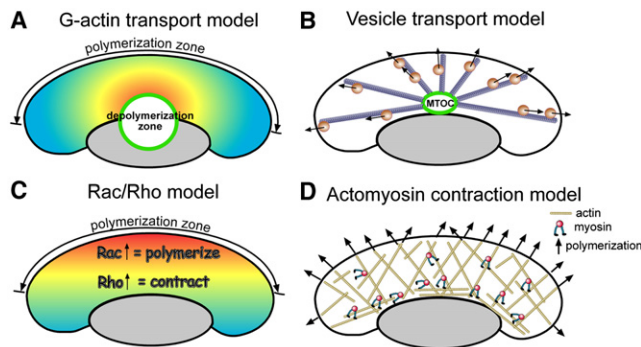 A
G-actin transport model
polymerization zone
depolymerization
zone
B
Vesicle transport model
MTOC
C
Rac/Rho model
polymerization zone
Rac↑ = polymerize
Rho↑ = contract
D
Actomyosin contraction model
actin
myosin
polymerization